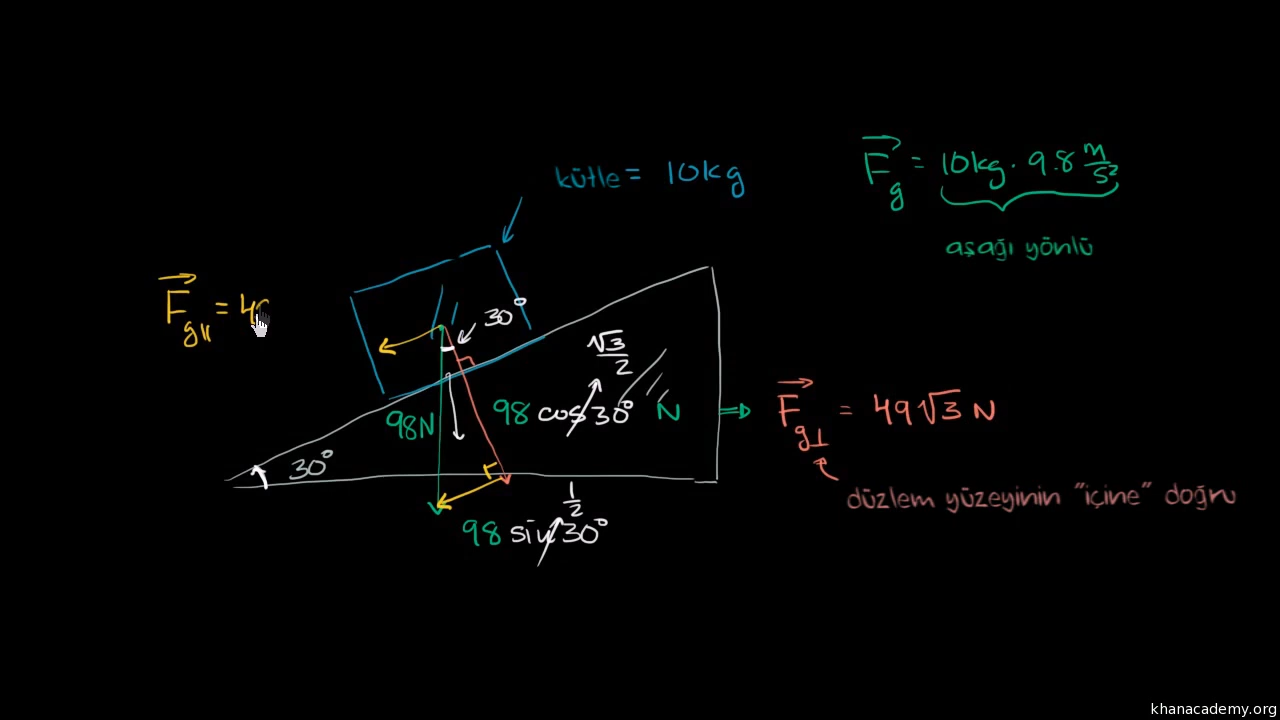 kütle = 10kg
F⃗g = 10kg · 9.8 m/s²
aşağı yönlü
F⃗g∥ = 49
30°
√3/2
98N
98 cos 30° N
⇒ F⃗g⊥ = 49√3 N
30°
düzlem yüzeyinin "içine" doğru
1/2
98 sin 30°
khanacademy.org